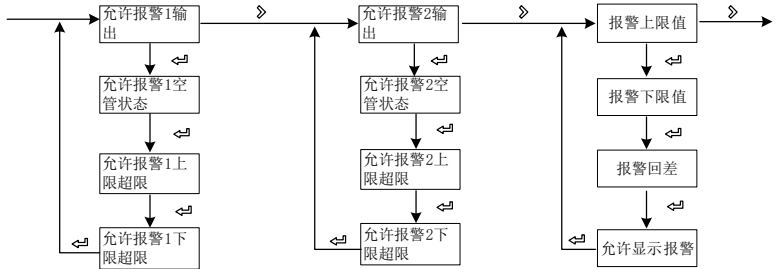 允许报警1输
出
允许报警1空
管状态
允许报警1上
限超限
允许报警1下
限超限
允许报警2输
出
允许报警2空
管状态
允许报警2上
限超限
允许报警2下
限超限
报警上限值
报警下限值
报警回差
允许显示报警